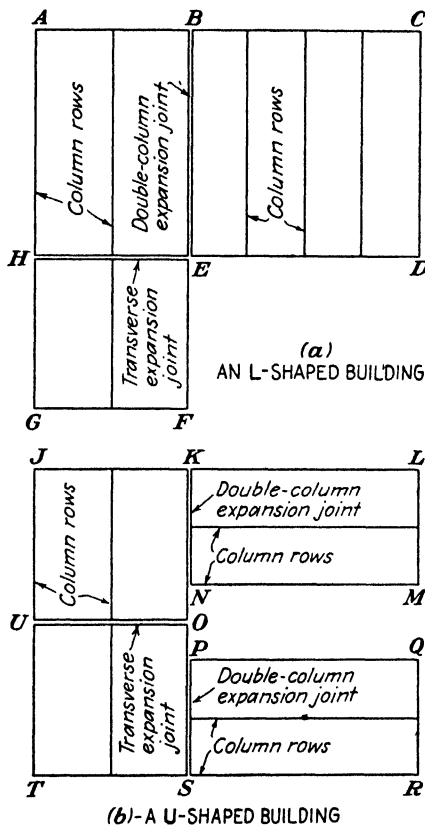 A B C
Column rows
Double-column
expansion joint
Column rows
H E D
Transverse
expansion
joint
(a)
AN L-SHAPED BUILDING
G F
J K L
Column rows
Double-column
expansion joint
Column rows
N M
U O
P Q
Transverse
expansion
joint
Double-column
expansion joint
Column rows
T S R
(b)-A U-SHAPED BUILDING